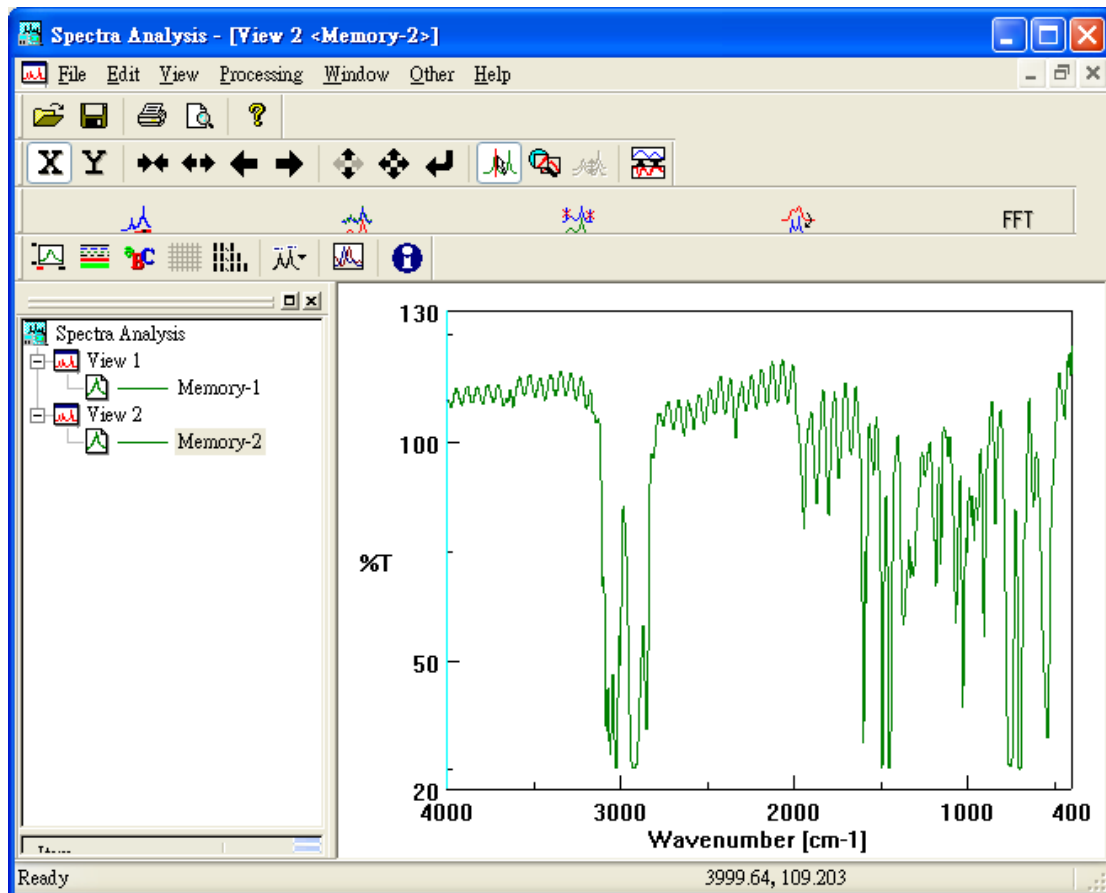 Spectra Analysis - [View 2 <Memory-2>]
File Edit View Processing Window Other Help
X Y
FFT
aBC
Spectra Analysis
View 1
Memory-1
View 2
Memory-2
130
100
%T
50
20
4000 3000 2000 1000 400
Wavenumber [cm-1]
Ready 3999.64, 109.203